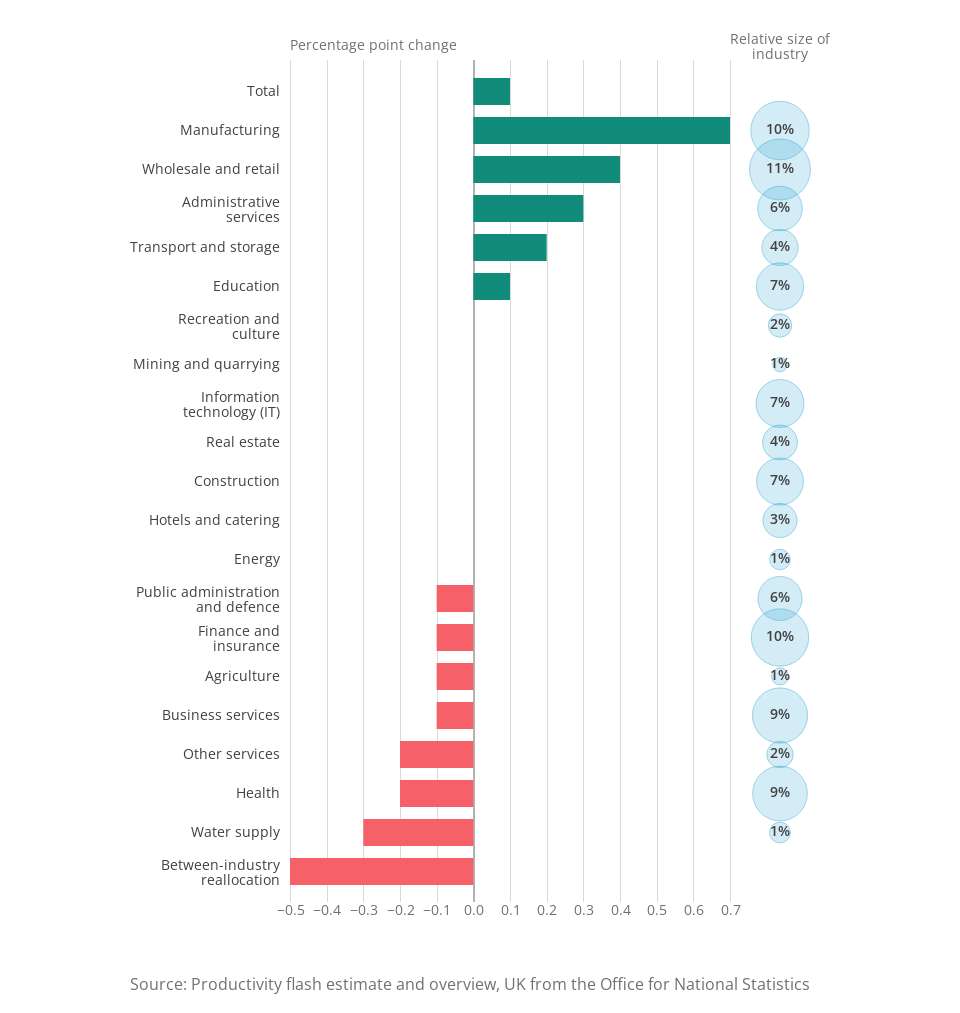 Percentage point change
Relative size of
industry
Total
Manufacturing
10%
Wholesale and retail
11%
Administrative
services
6%
Transport and storage
4%
Education
7%
Recreation and
culture
2%
Mining and quarrying
1%
Information
technology (IT)
7%
Real estate
4%
Construction
7%
Hotels and catering
3%
Energy
1%
Public administration
and defence
6%
Finance and
insurance
10%
Agriculture
1%
Business services
9%
Other services
2%
Health
9%
Water supply
1%
Between-industry
reallocation
−0.5 −0.4 −0.3 −0.2 −0.1 0.0 0.1 0.2 0.3 0.4 0.5 0.6 0.7
Source: Productivity flash estimate and overview, UK from the Office for National Statistics